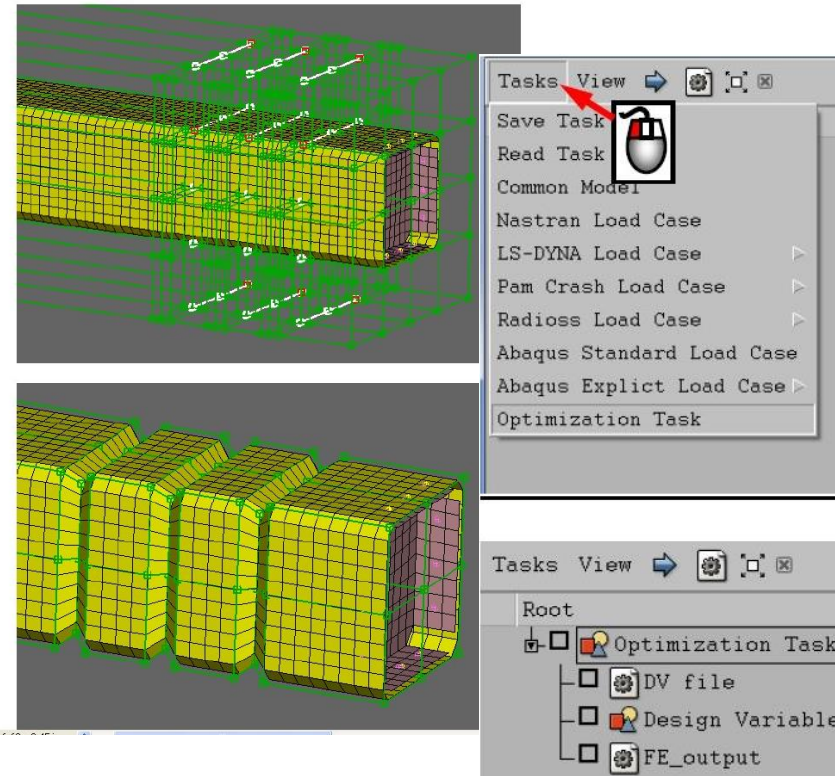 Tasks View
Save Task
Read Task
Common Model
Nastran Load Case
LS-DYNA Load Case
Pam Crash Load Case
Radioss Load Case
Abaqus Standard Load Case
Abaqus Explict Load Case
Optimization Task
Tasks View
Root
Optimization Task
DV file
Design Variable
FE_output